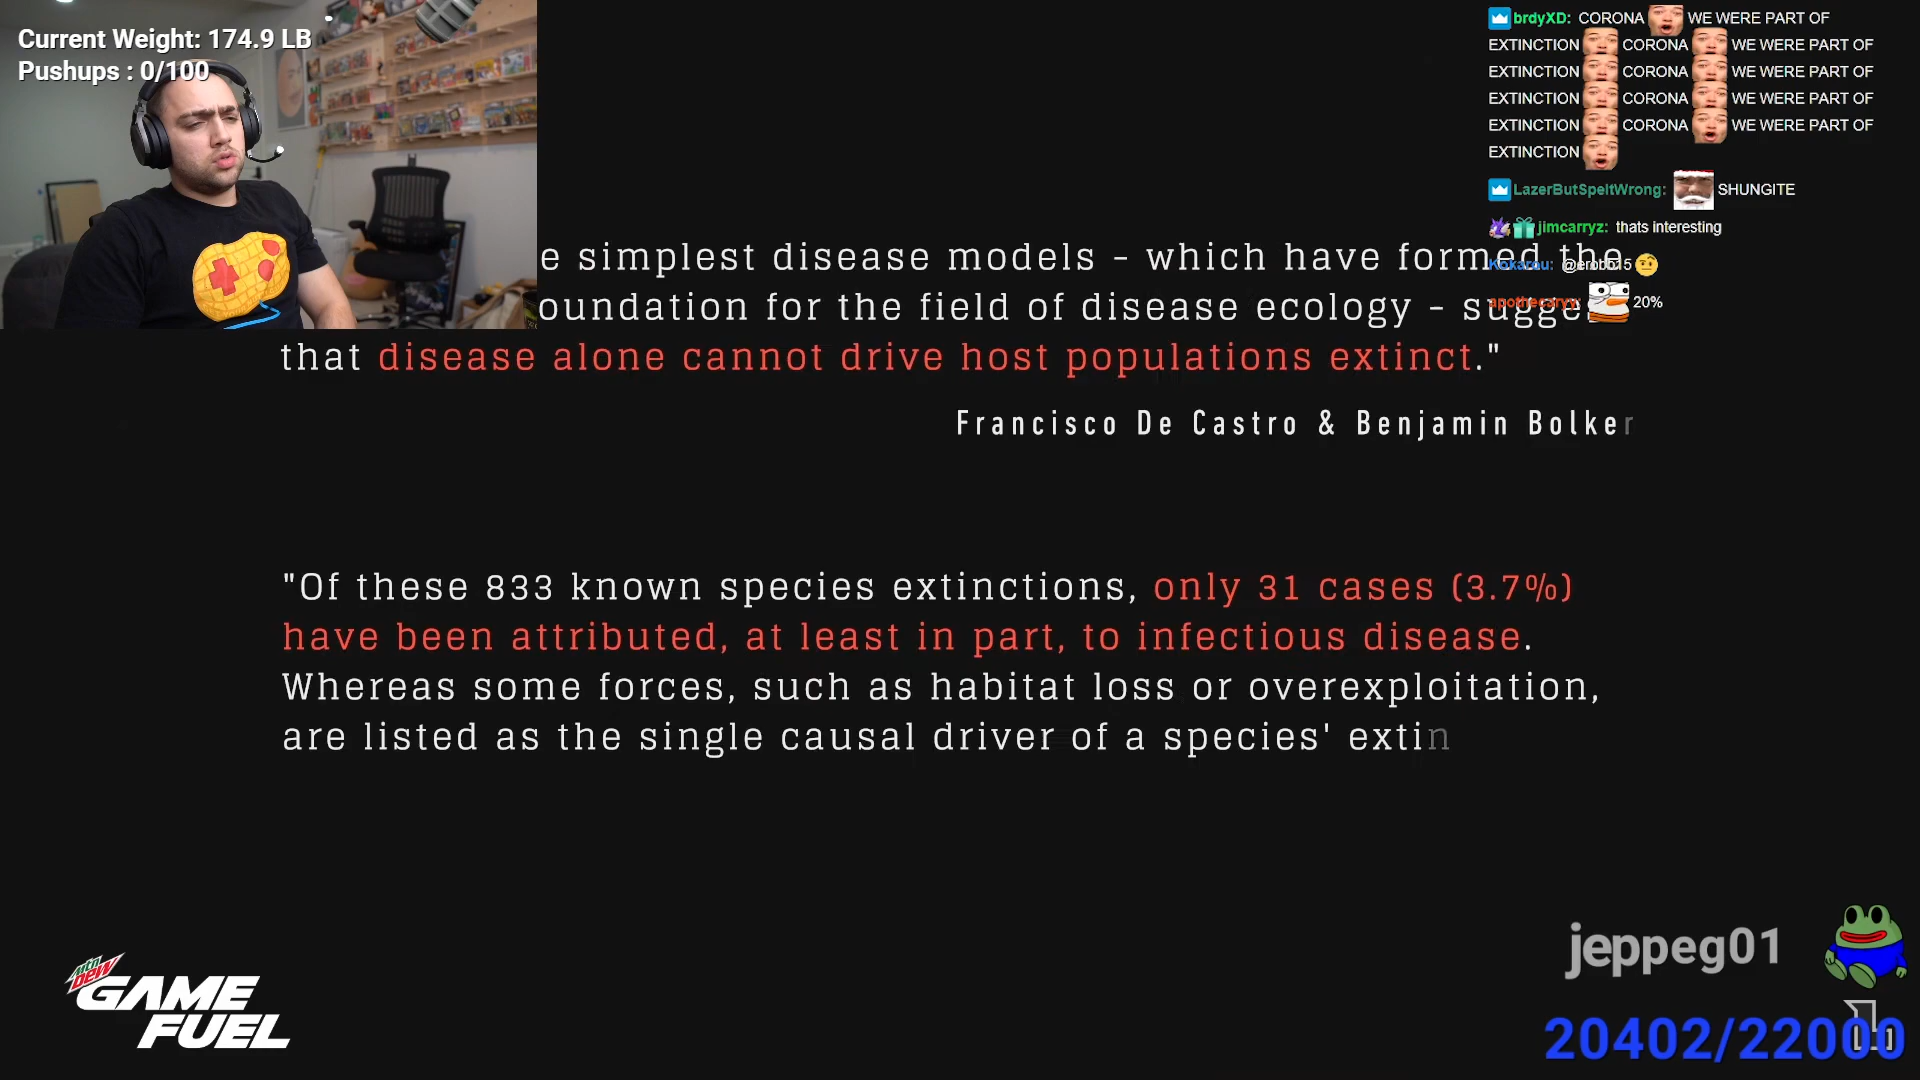 Current Weight: 174.9 LB
Pushups : 0/100
brdyXD: CORONA WE WERE PART OF
EXTINCTION CORONA WE WERE PART OF
EXTINCTION CORONA WE WERE PART OF
EXTINCTION CORONA WE WERE PART OF
EXTINCTION CORONA WE WERE PART OF
EXTINCTION
LazerButSpeltWrong: SHUNGITE
jimcarryz: thats interesting
Kokarou: @erobb15
apothecaryy: 20%
e simplest disease models - which have formed the
oundation for the field of disease ecology - sugge
that disease alone cannot drive host populations extinct."
Francisco De Castro & Benjamin Bolker
"Of these 833 known species extinctions, only 31 cases (3.7%)
have been attributed, at least in part, to infectious disease.
Whereas some forces, such as habitat loss or overexploitation,
are listed as the single causal driver of a species' extin
mtn DEW
GAME
FUEL
jeppeg01
20402/22000